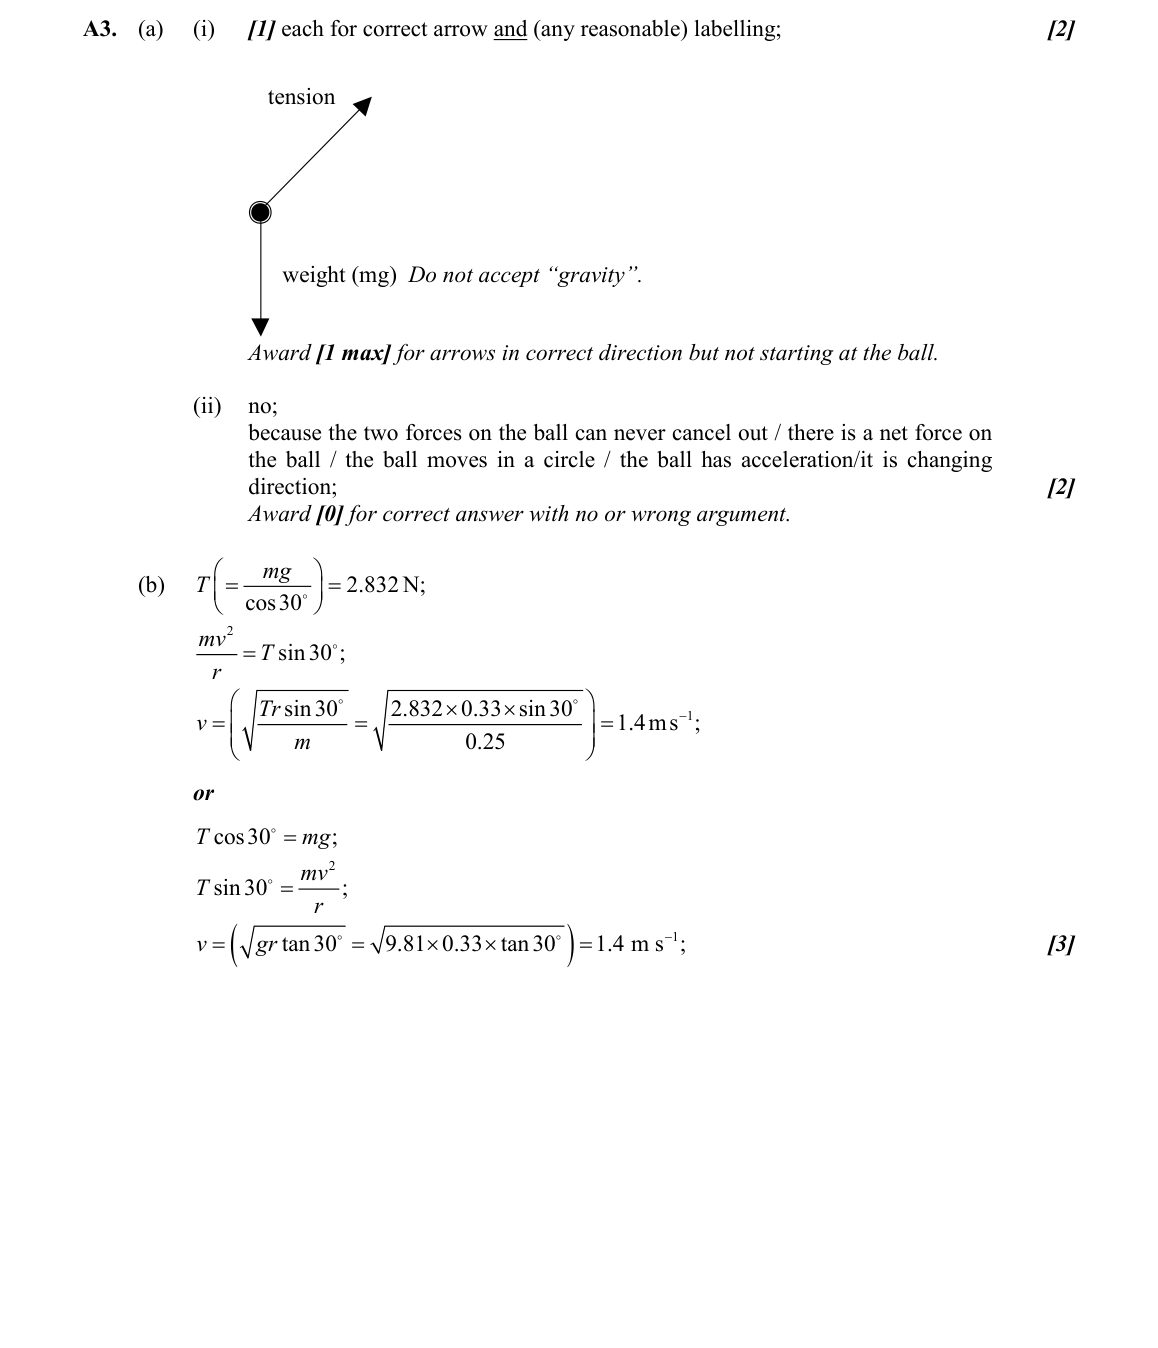 A3. (a) (i) [1] each for correct arrow and (any reasonable) labelling; [2]
tension
weight (mg) Do not accept “gravity”.
Award [1 max] for arrows in correct direction but not starting at the ball.
(ii) no;
because the two forces on the ball can never cancel out / there is a net force on
the ball / the ball moves in a circle / the ball has acceleration/it is changing
direction; [2]
Award [0] for correct answer with no or wrong argument.
(b) T(= mg/cos 30°) = 2.832 N;
mv²/r = T sin 30°;
v = (√(Tr sin 30°/m) = √(2.832 × 0.33 × sin 30°/0.25)) = 1.4 m s⁻¹;
or
T cos 30° = mg;
T sin 30° = mv²/r;
v = (√(gr tan 30°) = √(9.81 × 0.33 × tan 30°)) = 1.4 m s⁻¹; [3]